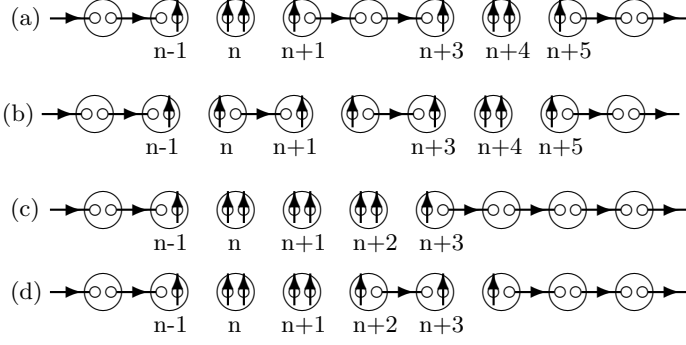 (a)
n-1 n n+1 n+3 n+4 n+5
(b)
n-1 n n+1 n+3 n+4 n+5
(c)
n-1 n n+1 n+2 n+3
(d)
n-1 n n+1 n+2 n+3